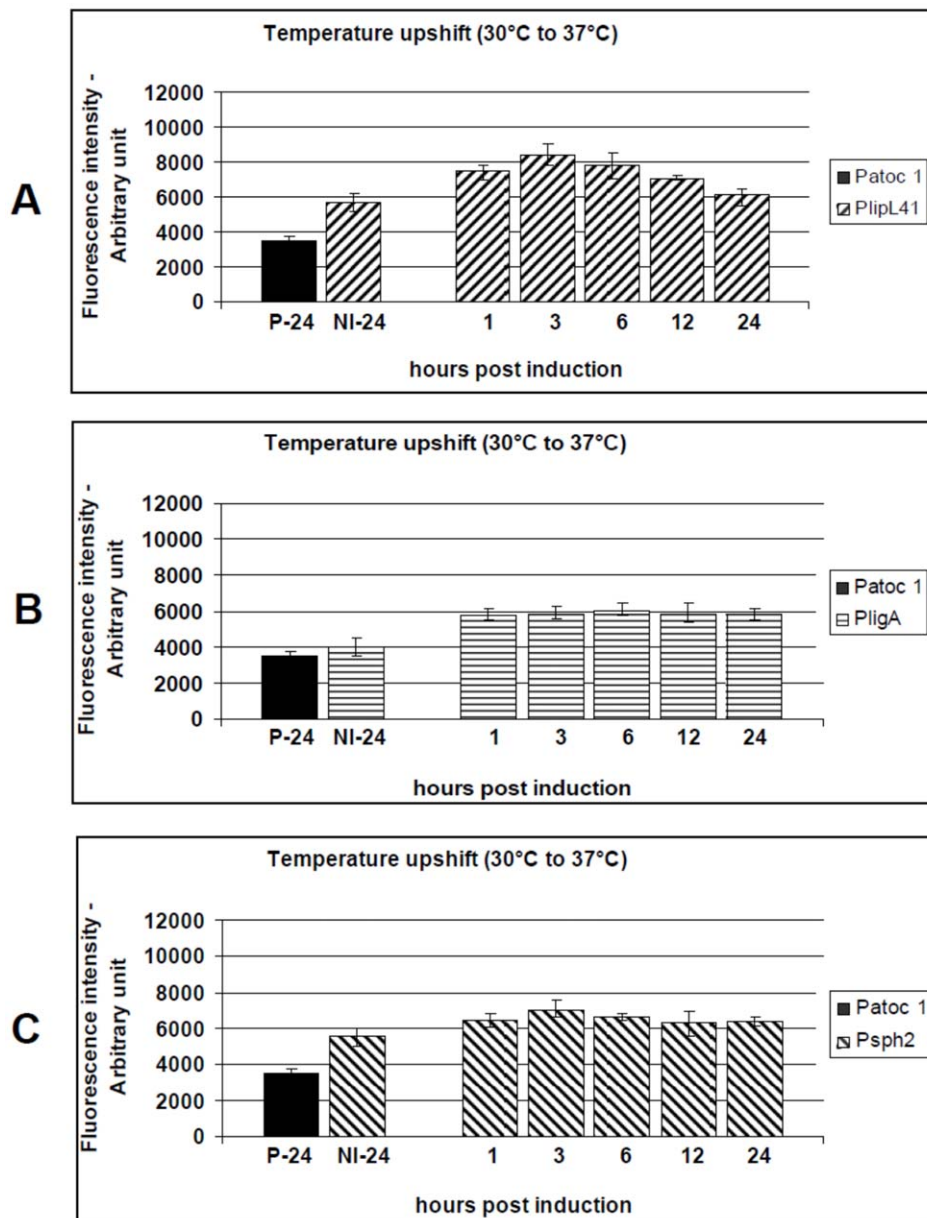 A
Temperature upshift (30°C to 37°C)
Fluorescence intensity -
Arbitrary unit
12000
10000
8000
6000
4000
2000
0
P-24 NI-24 1 3 6 12 24
hours post induction
Patoc 1
PlipL41
B
Temperature upshift (30°C to 37°C)
Fluorescence intensity -
Arbitrary unit
12000
10000
8000
6000
4000
2000
0
P-24 NI-24 1 3 6 12 24
hours post induction
Patoc 1
PligA
C
Temperature upshift (30°C to 37°C)
Fluorescence intensity -
Arbitrary unit
12000
10000
8000
6000
4000
2000
0
P-24 NI-24 1 3 6 12 24
hours post induction
Patoc 1
Psph2